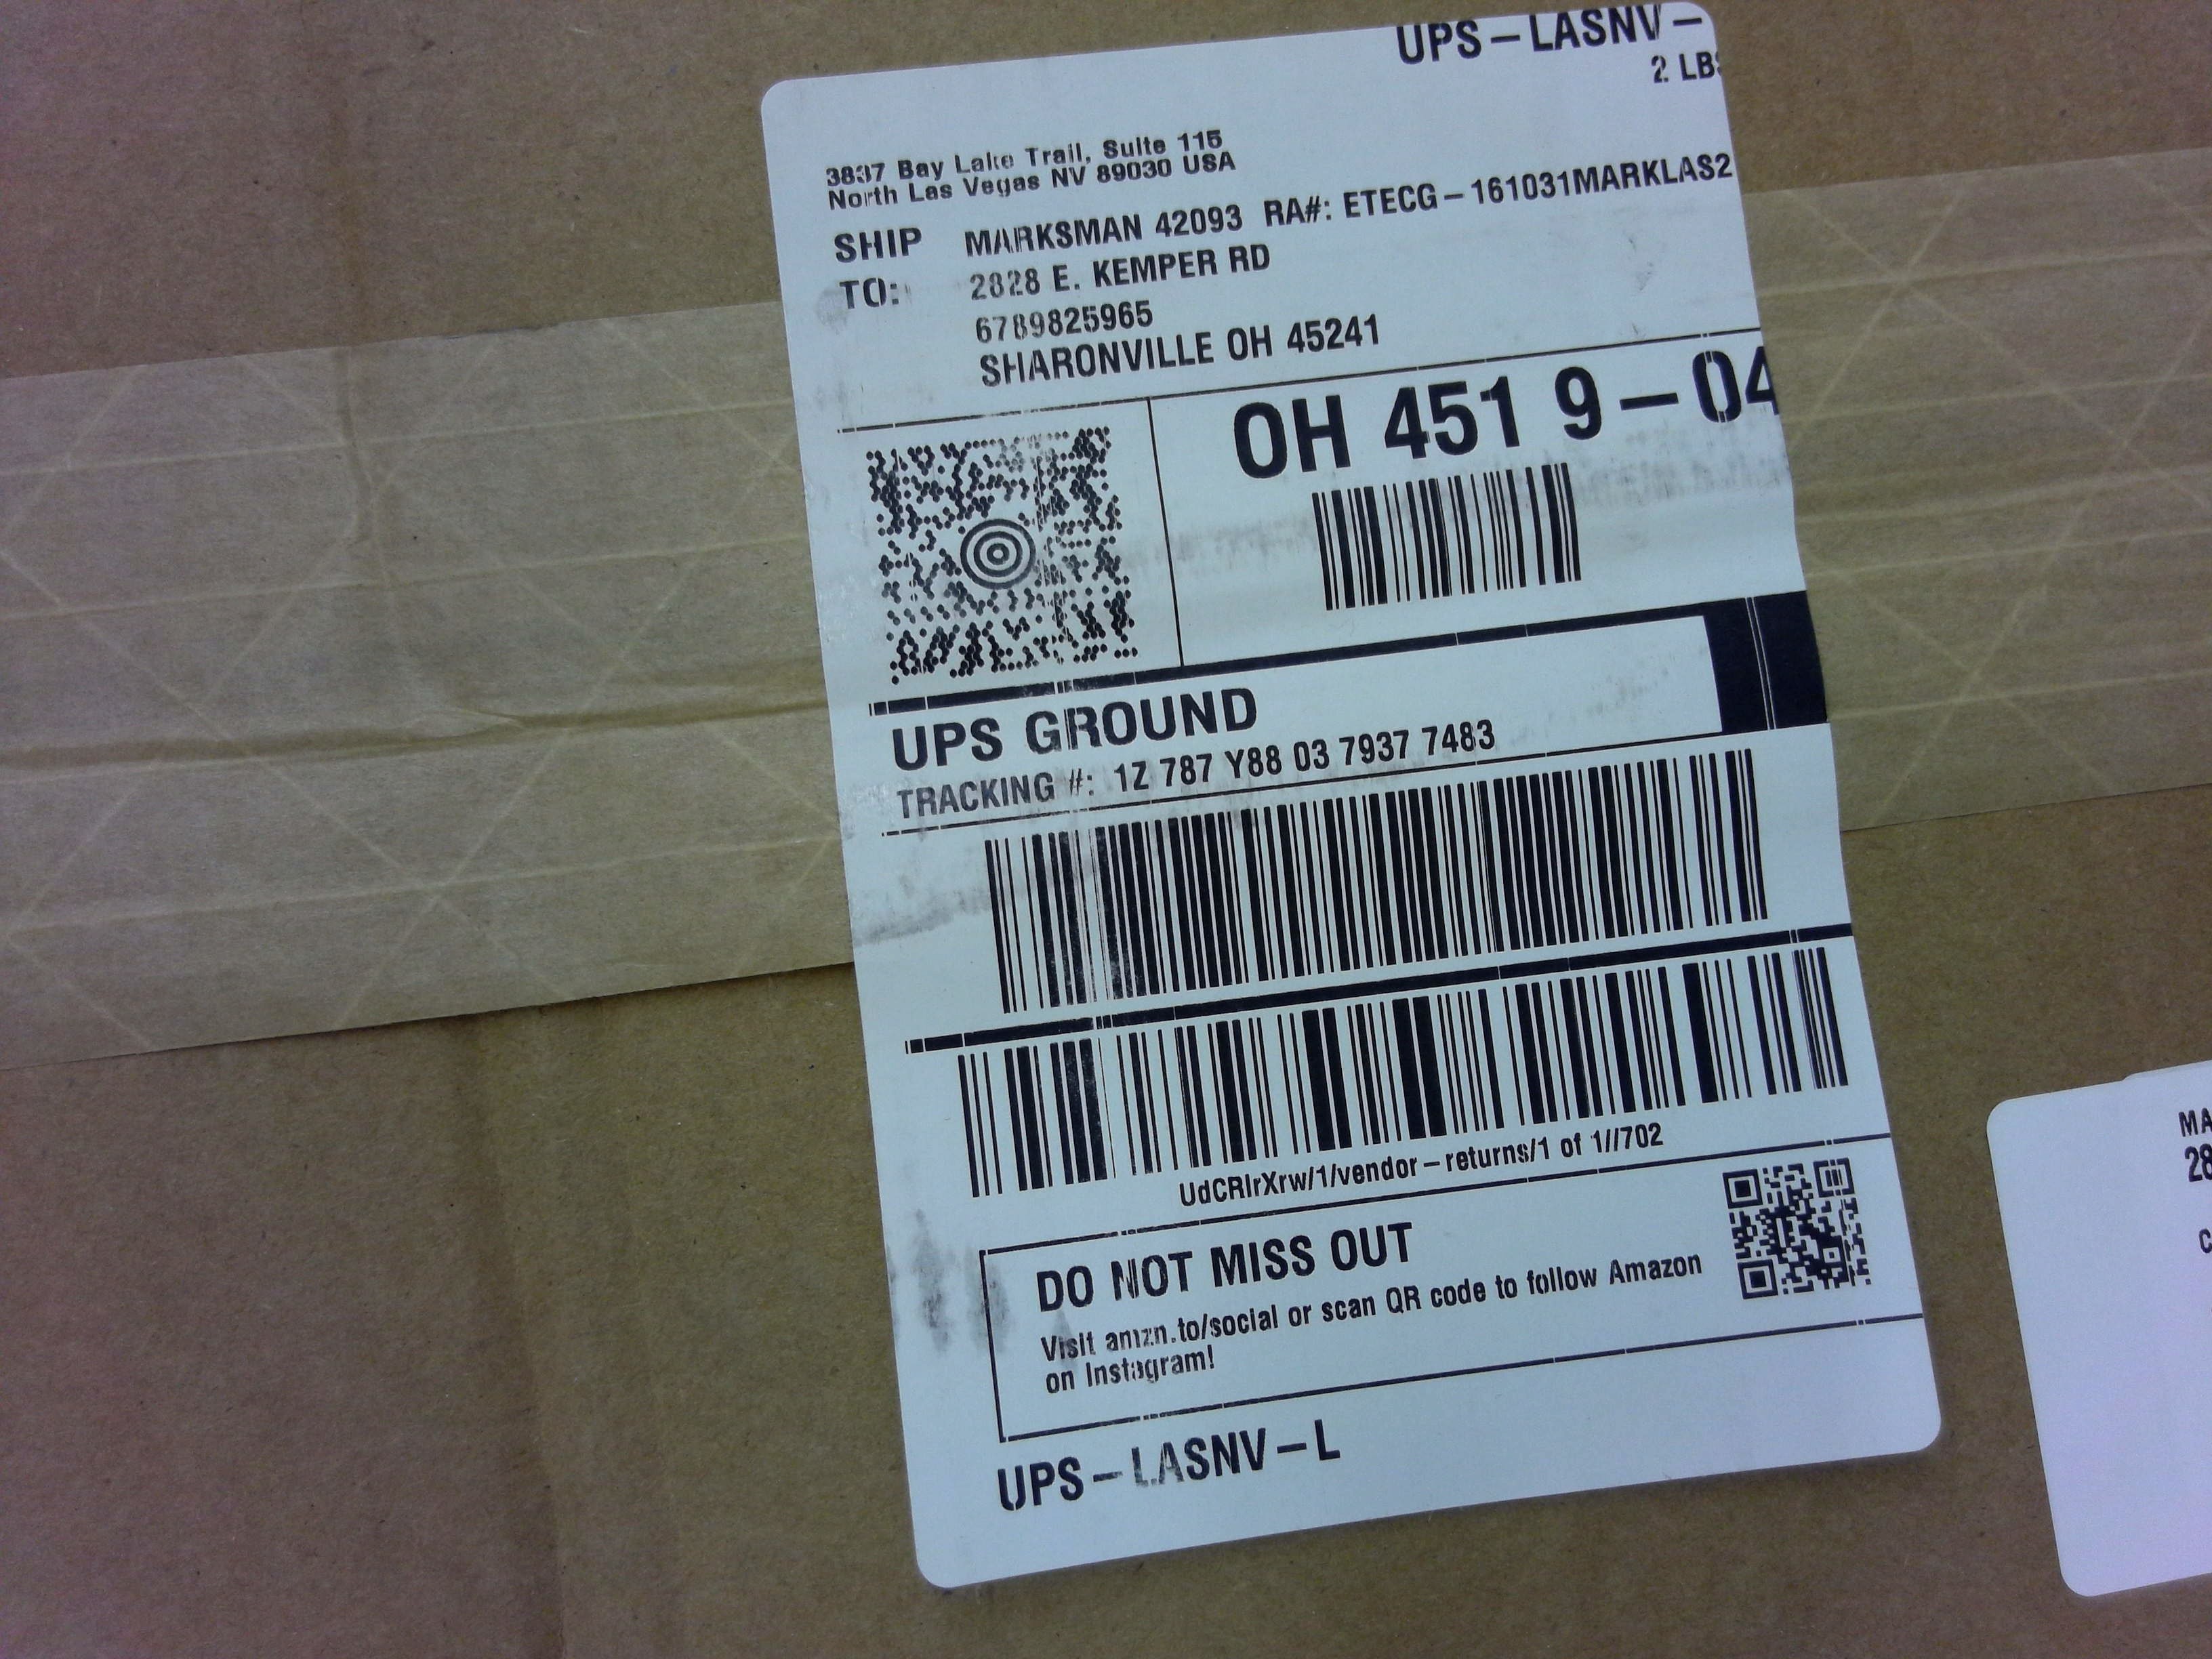 UPS – LASNV –
2 LBS
3837 Bay Lake Trail, Suite 115
North Las Vegas NV 89030 USA
SHIP TO:
MARKSMAN 42093 RA#: ETECG – 161031MARKLAS2
2828 E. KEMPER RD
6789825965
SHARONVILLE OH 45241
OH 451 9 – 04
UPS GROUND
TRACKING #: 1Z 787 Y88 03 7937 7483
UdCRlrXrw/1/vendor – returns/1 of 1//702
DO NOT MISS OUT
Visit amzn.to/social or scan QR code to follow Amazon
on Instagram!
UPS – LASNV – L
MA
28